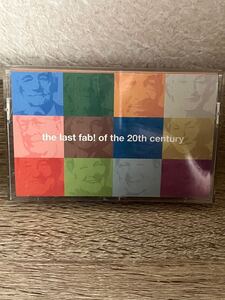 the last fab! of the 20th century